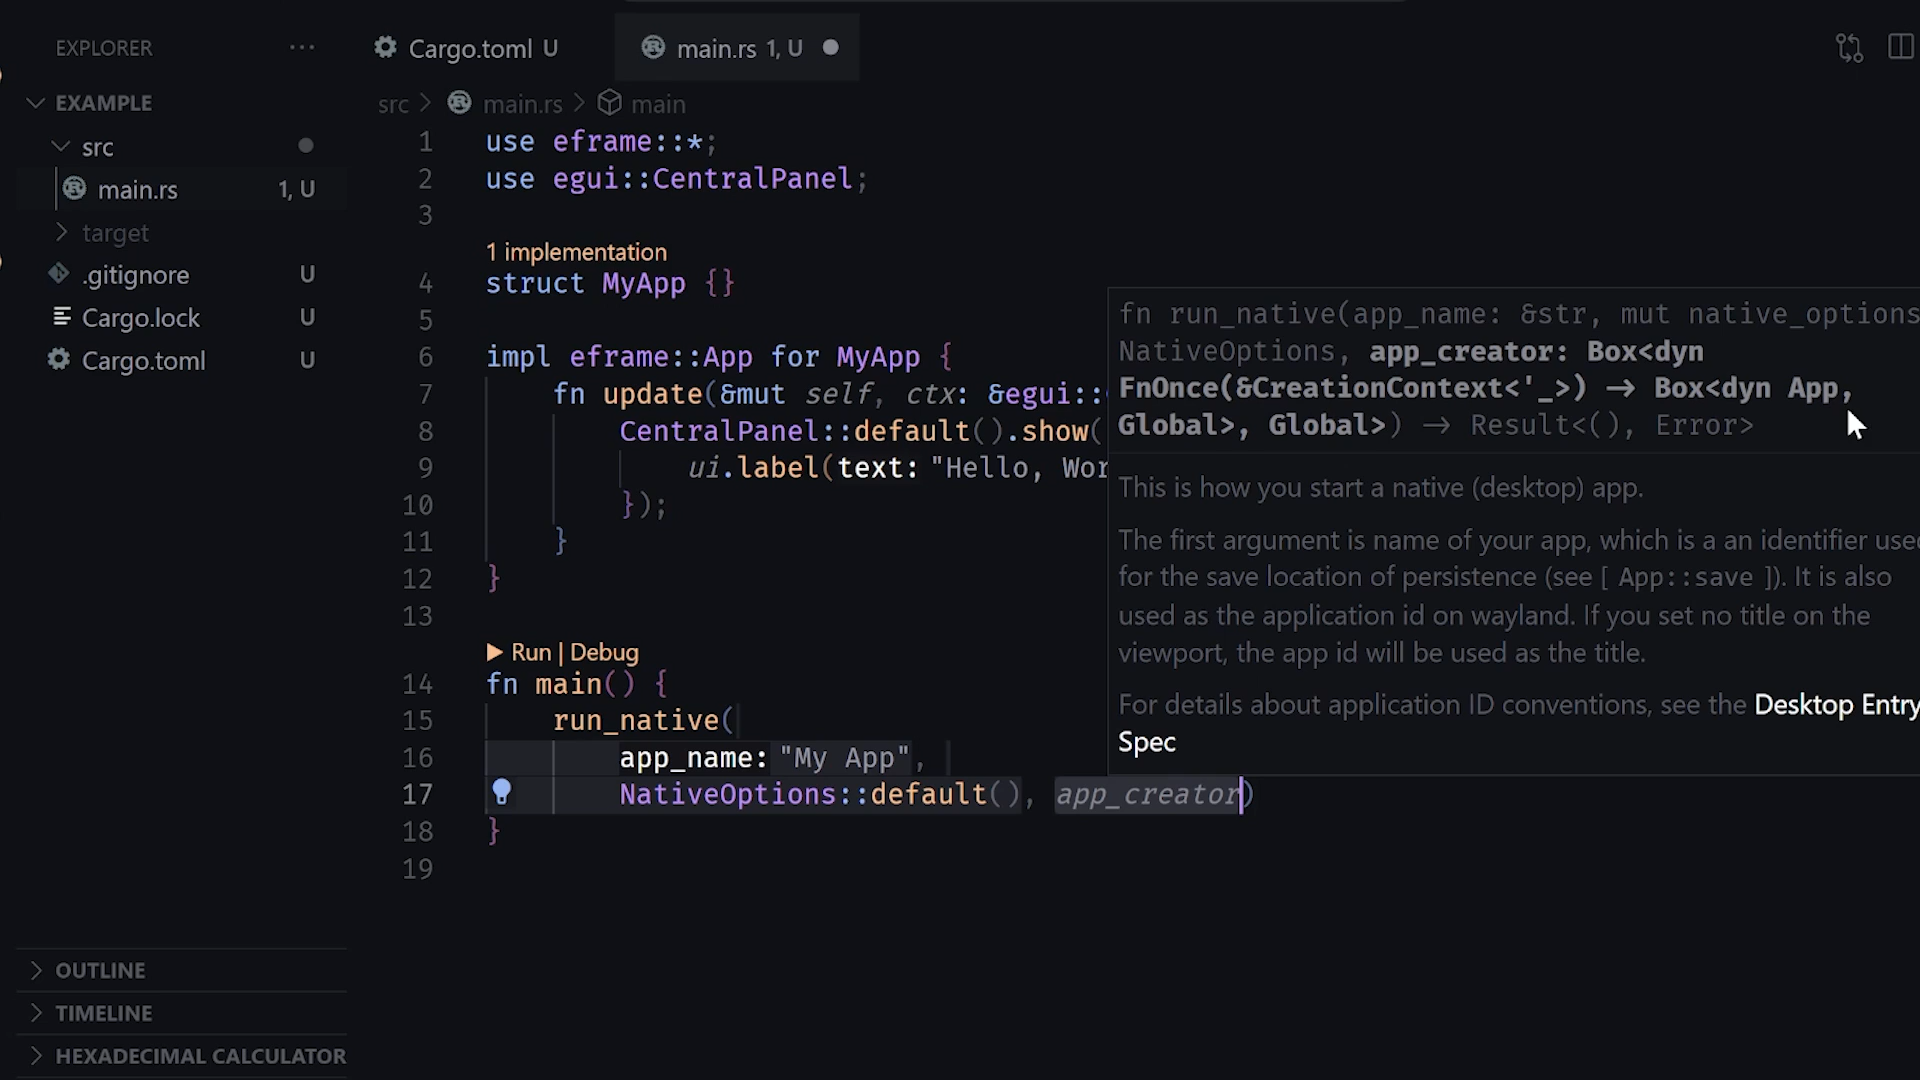 EXPLORER ···
EXAMPLE
src
main.rs 1, U
target
.gitignore U
Cargo.lock U
Cargo.toml U
OUTLINE
TIMELINE
HEXADECIMAL CALCULATOR
Cargo.toml U
main.rs 1, U
src > main.rs > main
1 use eframe::*;
2 use egui::CentralPanel;
3
1 implementation
4 struct MyApp {}
5
6 impl eframe::App for MyApp {
7 fn update(&mut self, ctx: &egui::
8 CentralPanel::default().show(
9 ui.label(text: "Hello, Wor
10 });
11 }
12 }
13
▶ Run | Debug
14 fn main() {
15 run_native(
16 app_name: "My App",
17 NativeOptions::default(), app_creator)
18 }
19
fn run_native(app_name: &str, mut native_options
NativeOptions, app_creator: Box<dyn
FnOnce(&CreationContext<'_>) → Box<dyn App,
Global>, Global>) → Result<(), Error>
This is how you start a native (desktop) app.
The first argument is name of your app, which is a an identifier use
for the save location of persistence (see [ App::save ]). It is also
used as the application id on wayland. If you set no title on the
viewport, the app id will be used as the title.
For details about application ID conventions, see the Desktop Entry
Spec